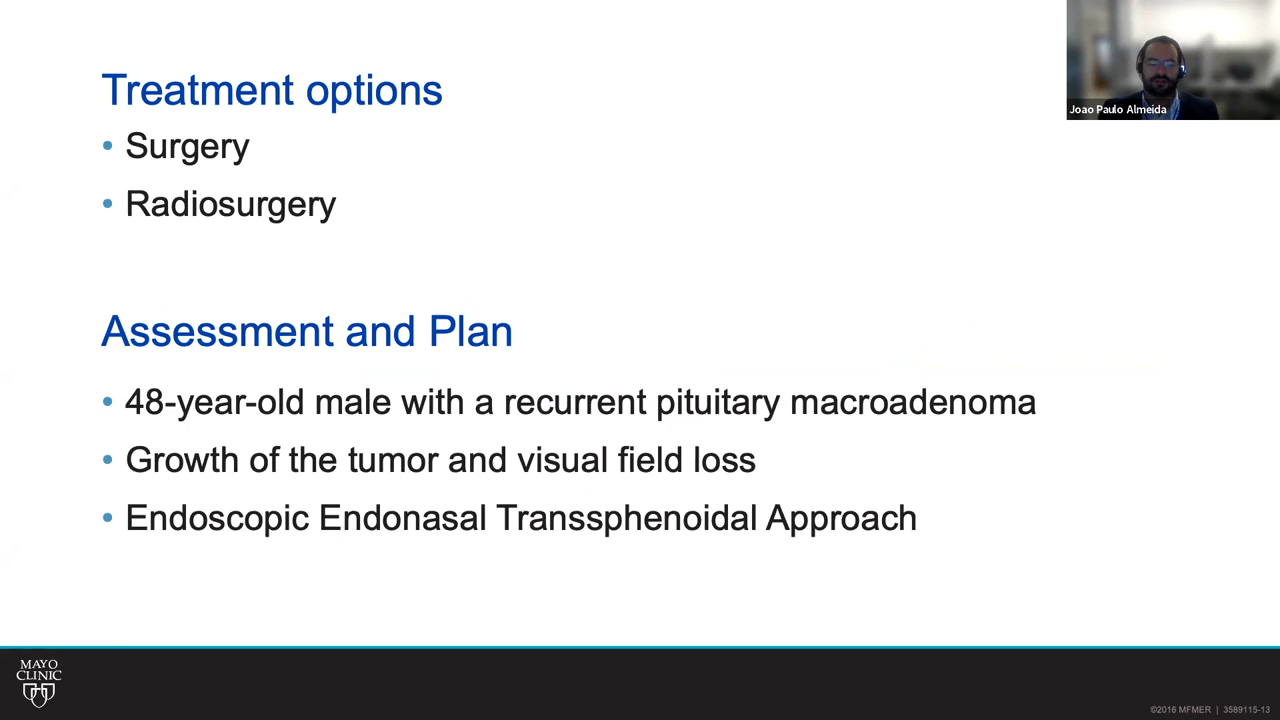 Treatment options
• Surgery
• Radiosurgery
Joao Paulo Almeida
Assessment and Plan
• 48-year-old male with a recurrent pituitary macroadenoma
• Growth of the tumor and visual field loss
• Endoscopic Endonasal Transsphenoidal Approach
MAYO
CLINIC
©2016 MFMER | 3589115-13